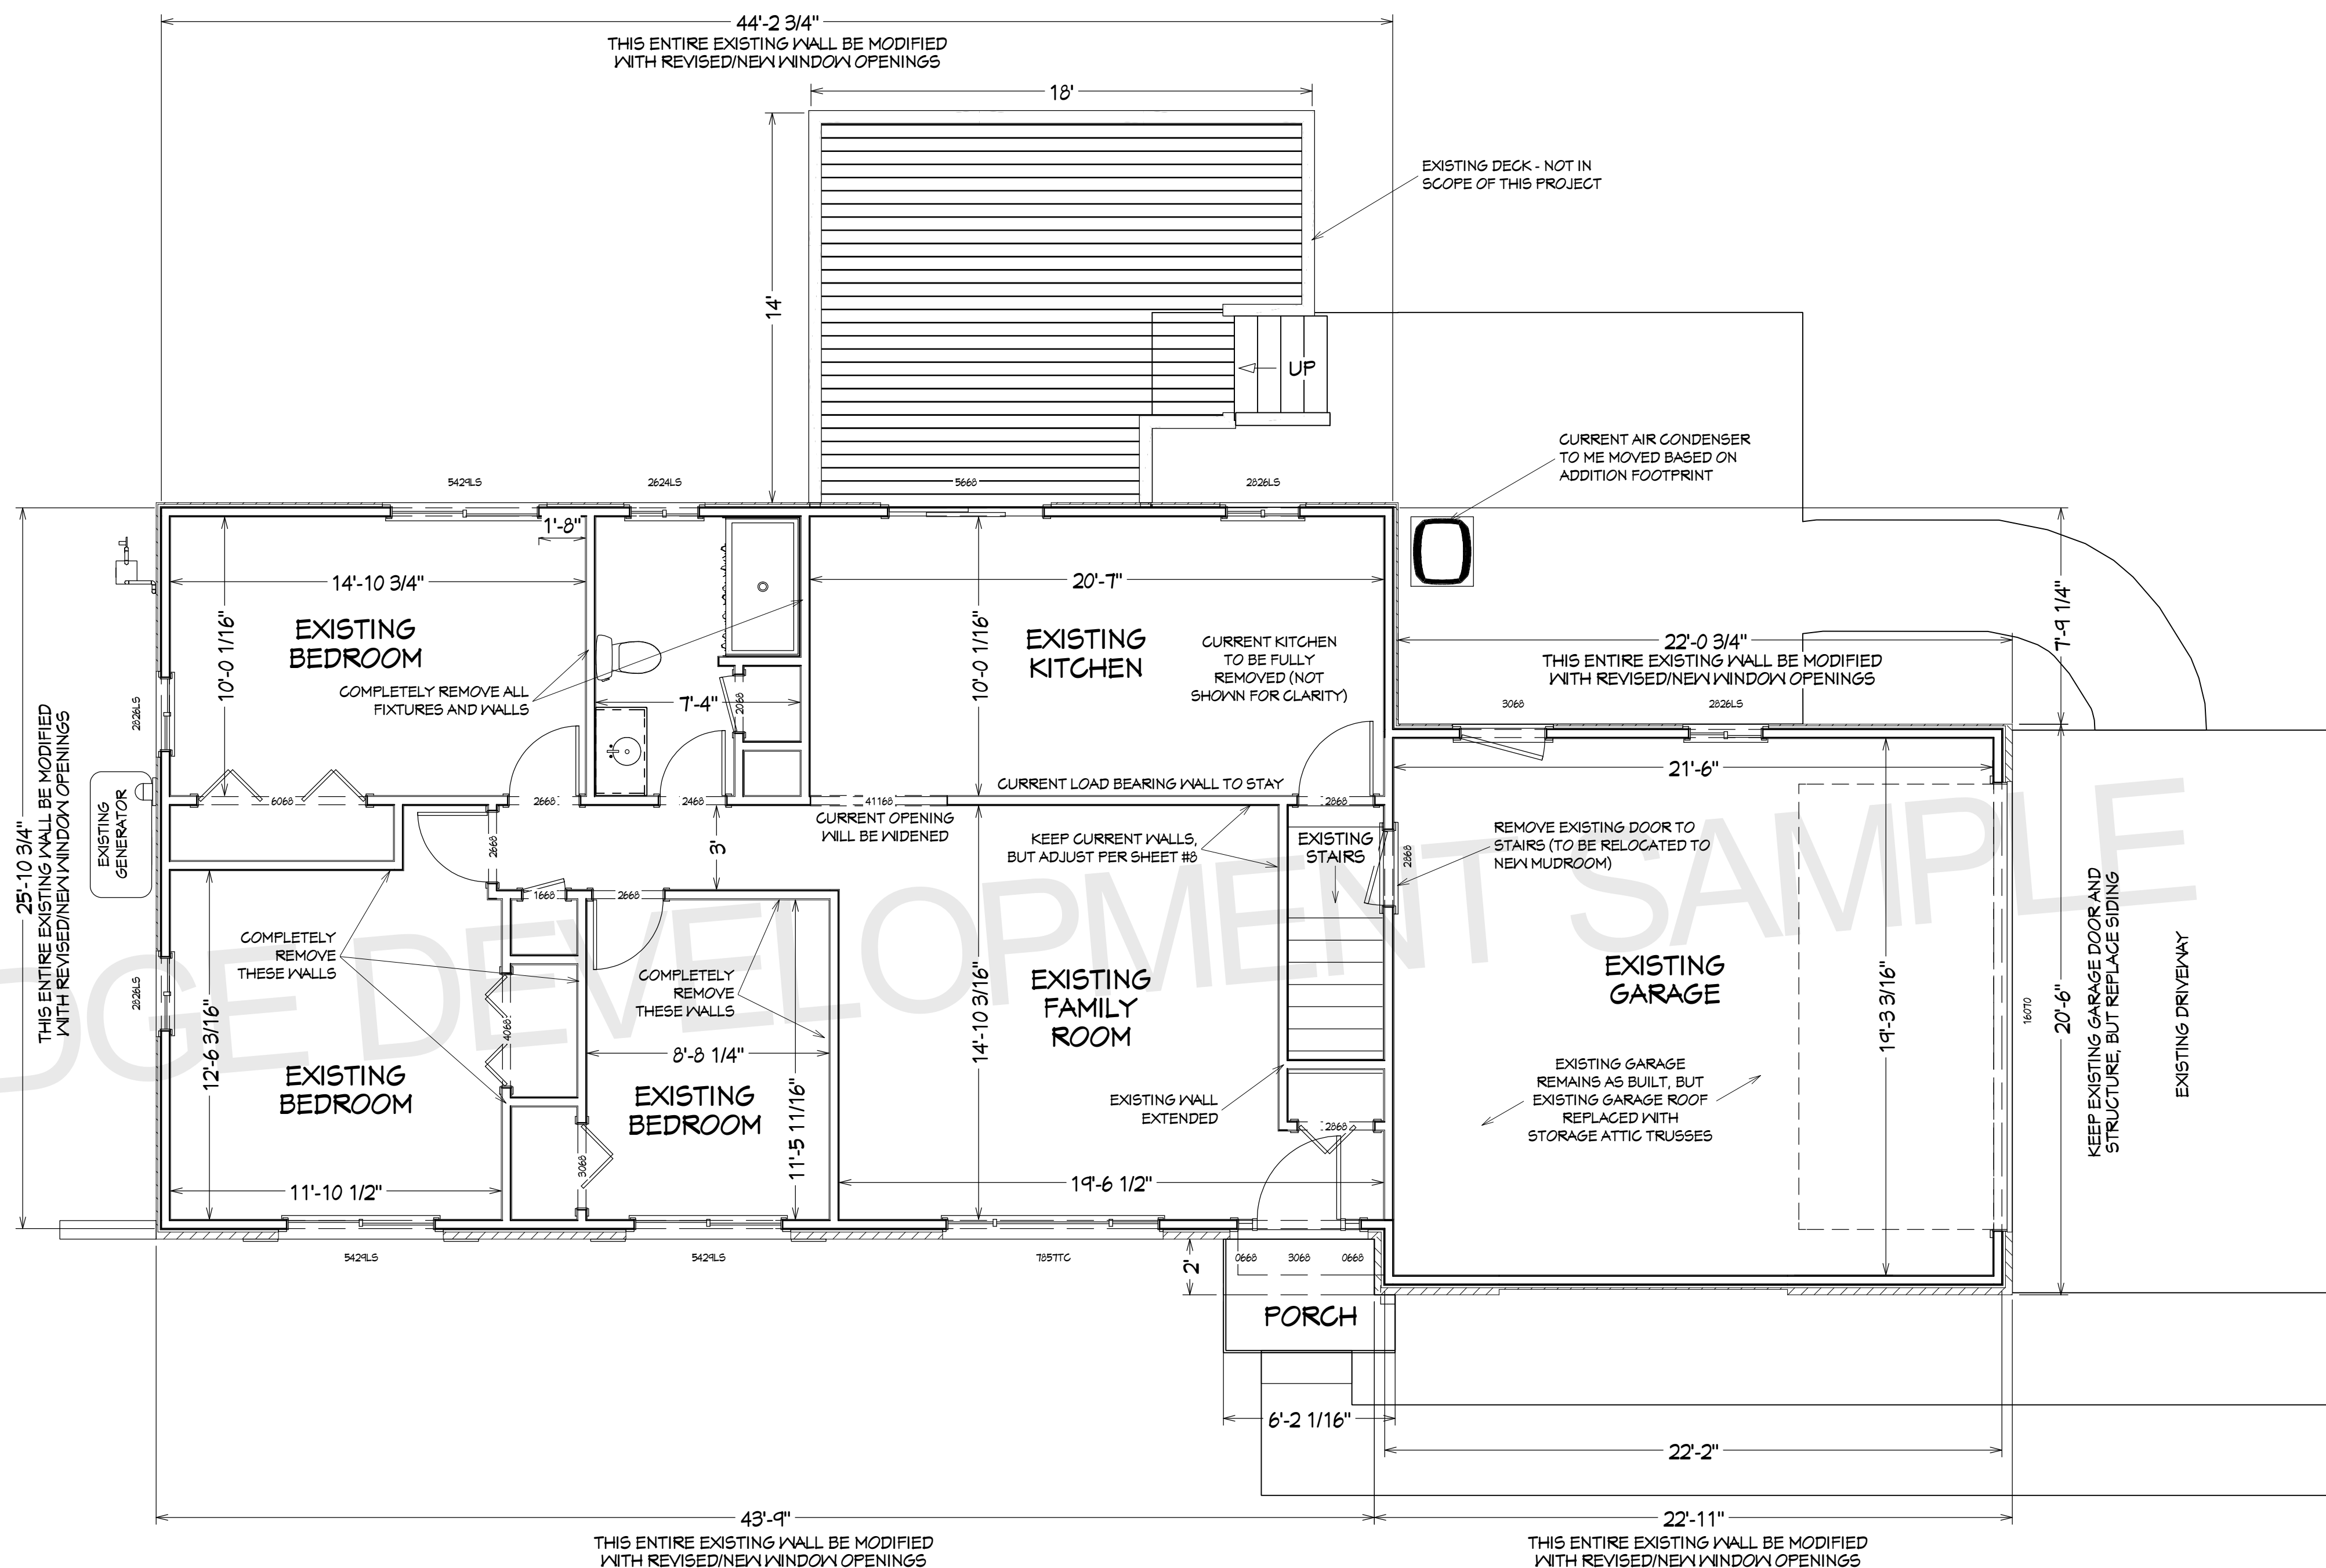 44'-2 3/4"
THIS ENTIRE EXISTING WALL BE MODIFIED
WITH REVISED/NEW WINDOW OPENINGS
18'
14'
EXISTING DECK - NOT IN
SCOPE OF THIS PROJECT
UP
CURRENT AIR CONDENSER
TO ME MOVED BASED ON
ADDITION FOOTPRINT
5429LS
2624LS
5668
2826LS
1'-8"
14'-10 3/4"
10'-0 1/16"
EXISTING
BEDROOM
COMPLETELY REMOVE ALL
FIXTURES AND WALLS
7'-4"
2068
20'-7"
10'-0 1/16"
EXISTING
KITCHEN
CURRENT KITCHEN
TO BE FULLY
REMOVED (NOT
SHOWN FOR CLARITY)
22'-0 3/4"
THIS ENTIRE EXISTING WALL BE MODIFIED
WITH REVISED/NEW WINDOW OPENINGS
7'-9 1/4"
3068
2826LS
2826LS
25'-10 3/4"
THIS ENTIRE EXISTING WALL BE MODIFIED
WITH REVISED/NEW WINDOW OPENINGS
EXISTING
GENERATOR
6068
2668
2468
41168
CURRENT OPENING
WILL BE WIDENED
CURRENT LOAD BEARING WALL TO STAY
2868
21'-6"
2668
3'
KEEP CURRENT WALLS,
BUT ADJUST PER SHEET #8
EXISTING
STAIRS
2868
REMOVE EXISTING DOOR TO
STAIRS (TO BE RELOCATED TO
NEW MUDROOM)
1668
2668
COMPLETELY
REMOVE
THESE WALLS
COMPLETELY
REMOVE
THESE WALLS
2826LS
12'-6 3/16"
4068
8'-8 1/4"
EXISTING
BEDROOM
EXISTING
BEDROOM
11'-5 11/16"
3068
11'-10 1/2"
EXISTING
FAMILY
ROOM
14'-10 3/16"
EXISTING WALL
EXTENDED
2868
19'-6 1/2"
EXISTING
GARAGE
19'-3 3/16"
EXISTING GARAGE
REMAINS AS BUILT, BUT
EXISTING GARAGE ROOF
REPLACED WITH
STORAGE ATTIC TRUSSES
16070
20'-6"
KEEP EXISTING GARAGE DOOR AND
STRUCTURE, BUT REPLACE SIDING
EXISTING DRIVEWAY
DGE DEVELOPMENT SAMPLE
5429LS
5429LS
7857TC
2'
0668
3068
0668
PORCH
6'-2 1/16"
22'-2"
43'-9"
THIS ENTIRE EXISTING WALL BE MODIFIED
WITH REVISED/NEW WINDOW OPENINGS
22'-11"
THIS ENTIRE EXISTING WALL BE MODIFIED
WITH REVISED/NEW WINDOW OPENINGS